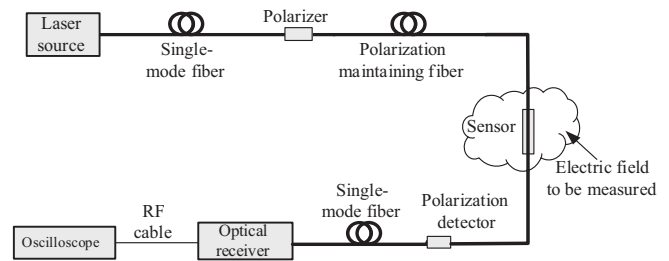 Laser
source
Single-
mode fiber
Polarizer
Polarization
maintaining fiber
Sensor
Electric field
to be measured
Oscilloscope
RF
cable
Optical
receiver
Single-
mode fiber
Polarization
detector